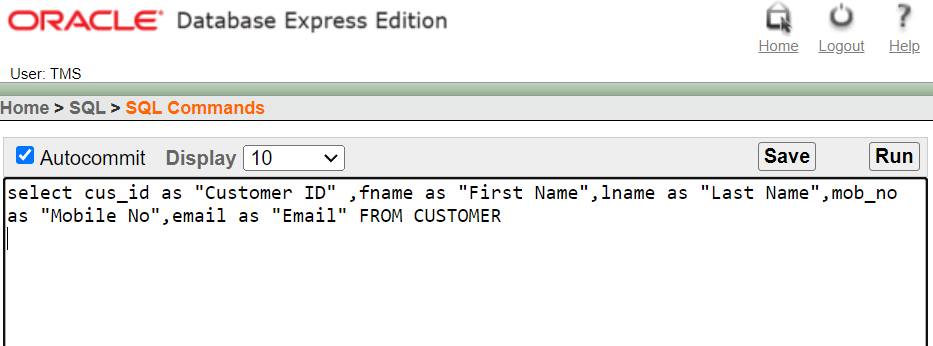 ORACLE Database Express Edition
Home Logout Help
User: TMS
Home > SQL > SQL Commands
Autocommit Display 10 Save Run
select cus_id as "Customer ID" ,fname as "First Name",lname as "Last Name",mob_no
as "Mobile No",email as "Email" FROM CUSTOMER